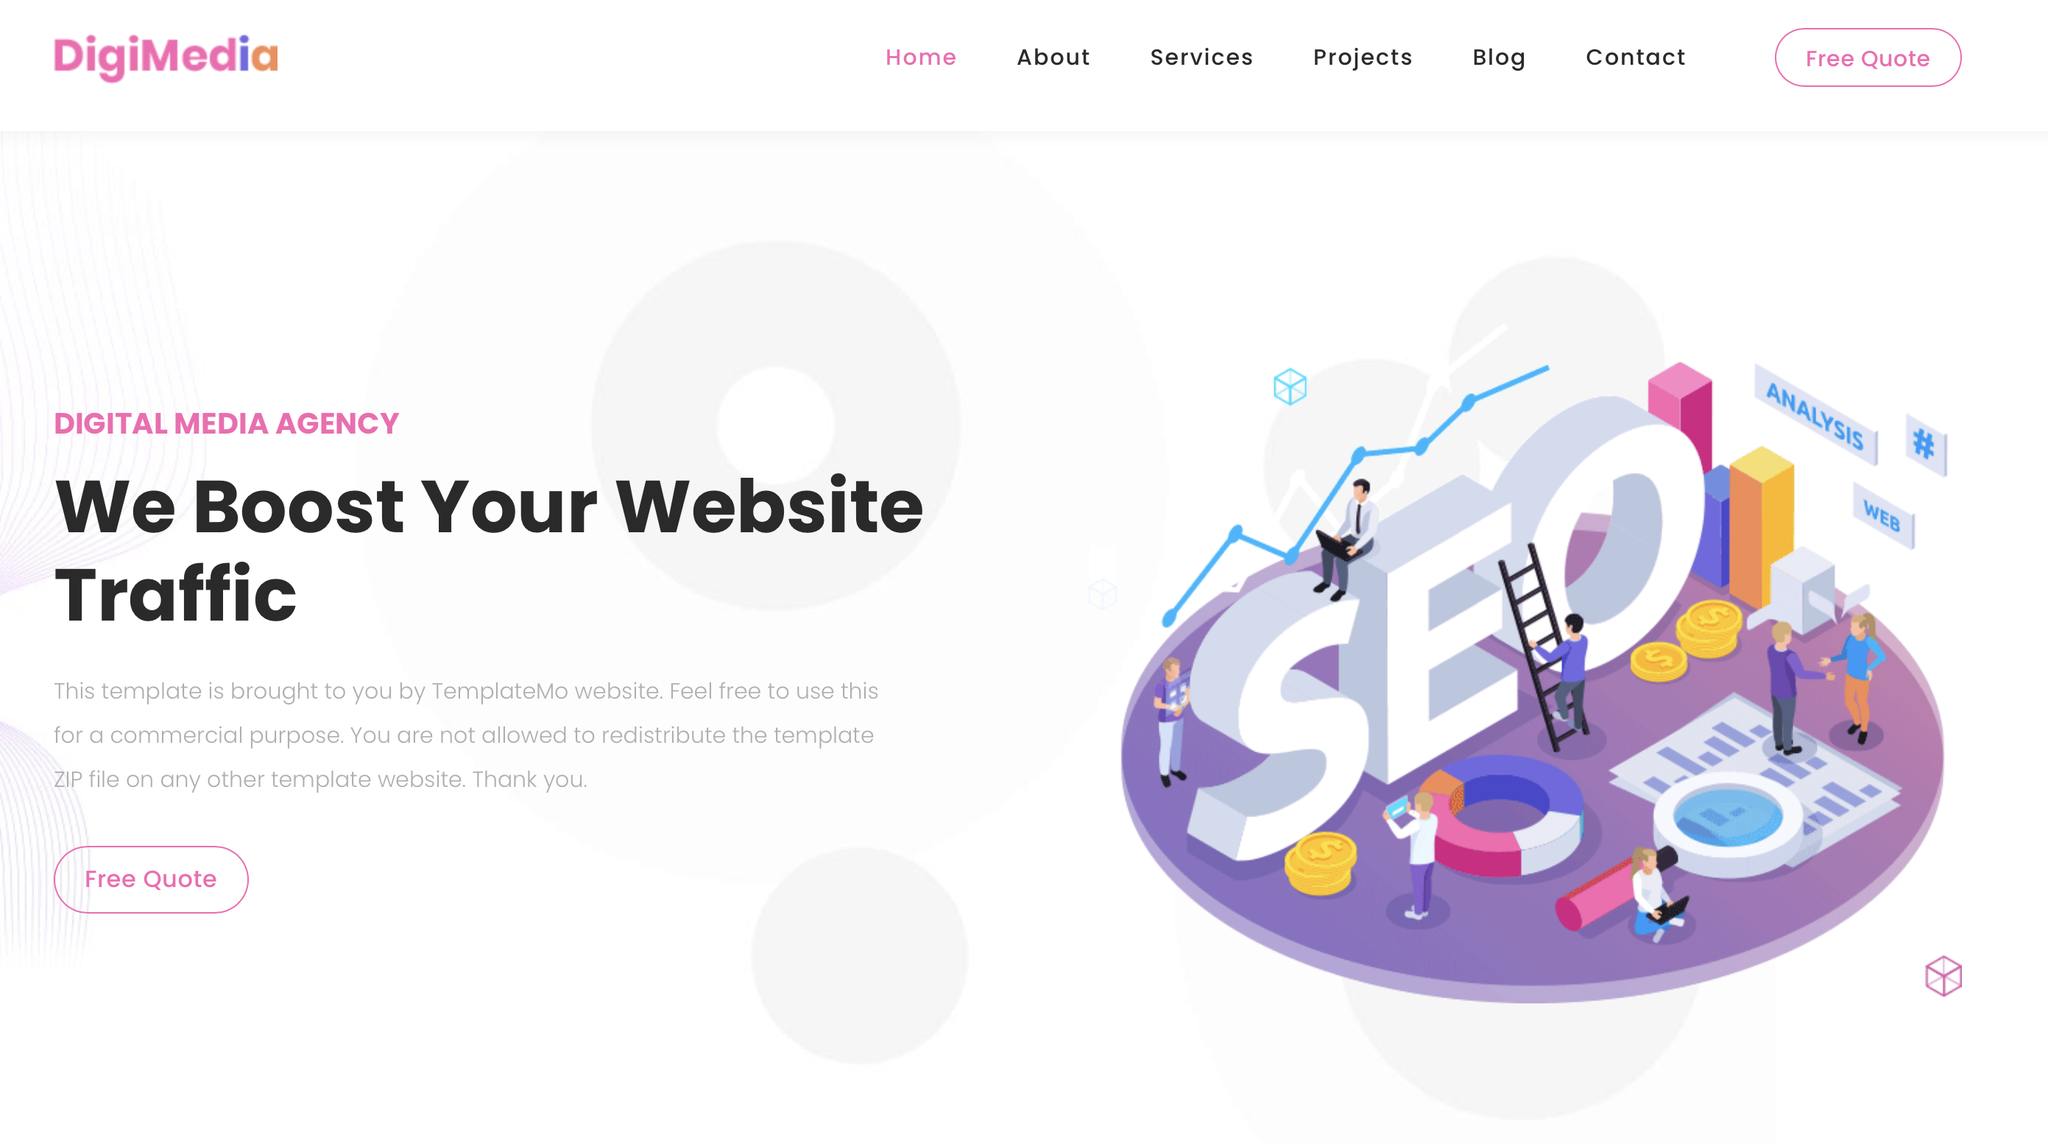 DigiMedia
Home About Services Projects Blog Contact Free Quote
DIGITAL MEDIA AGENCY
We Boost Your Website
Traffic
This template is brought to you by TemplateMo website. Feel free to use this
for a commercial purpose. You are not allowed to redistribute the template
ZIP file on any other template website. Thank you.
Free Quote
ANALYSIS
#
WEB
SEO